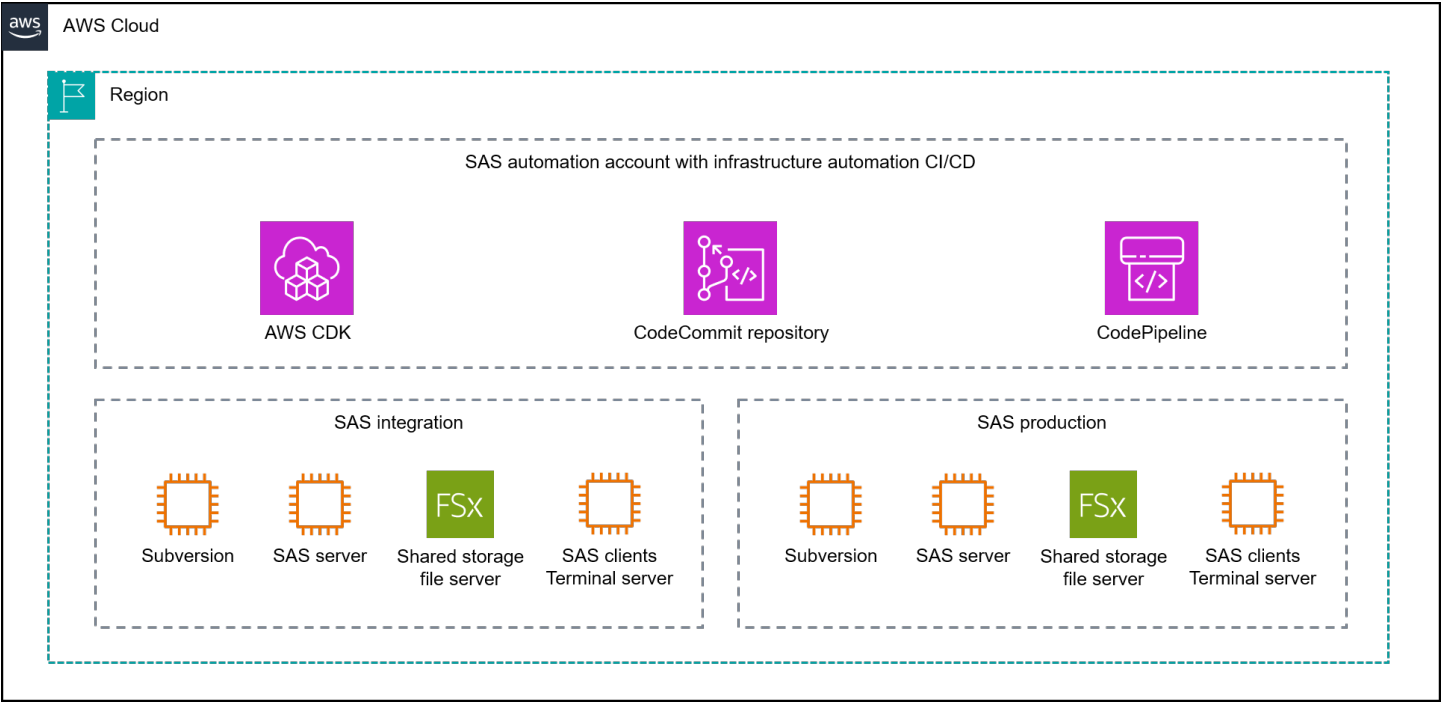 aws
AWS Cloud
Region
SAS automation account with infrastructure automation CI/CD
</>
</>
AWS CDK
CodeCommit repository
CodePipeline
SAS integration
FSx
Subversion
SAS server
Shared storage
file server
SAS clients
Terminal server
SAS production
FSx
Subversion
SAS server
Shared storage
file server
SAS clients
Terminal server